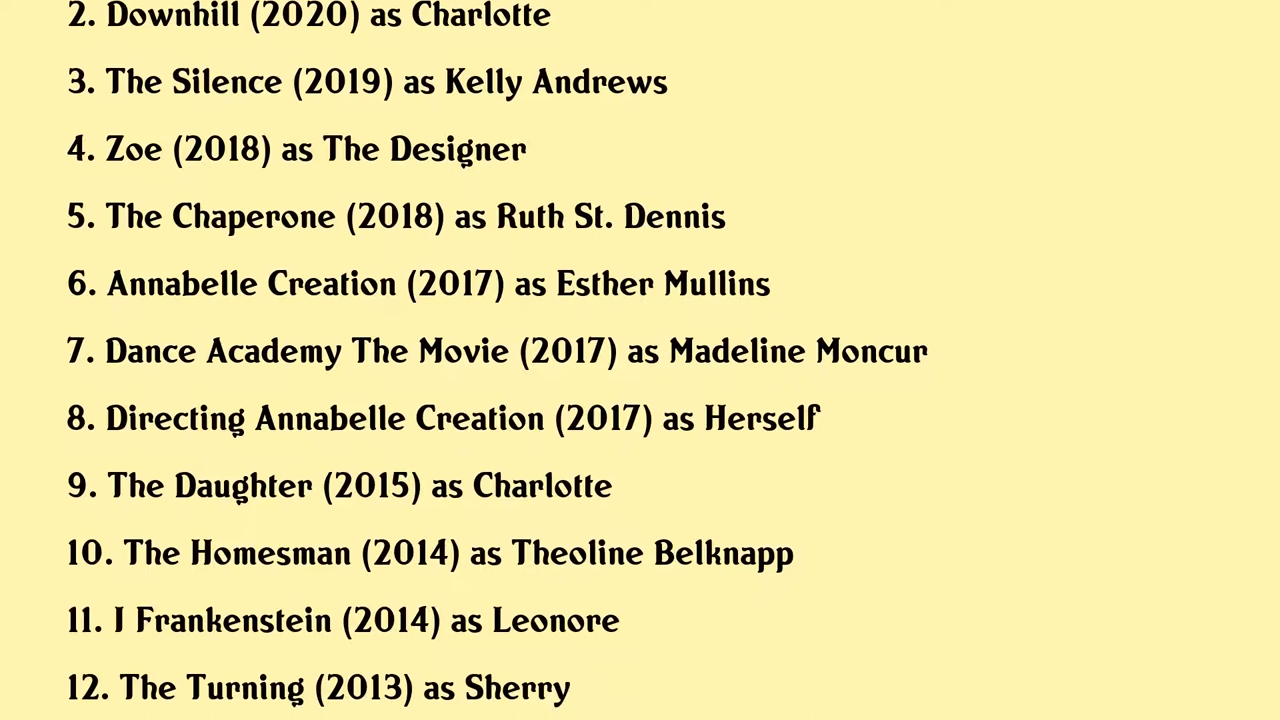 2. Downhill (2020) as Charlotte
3. The Silence (2019) as Kelly Andrews
4. Zoe (2018) as The Designer
5. The Chaperone (2018) as Ruth St. Dennis
6. Annabelle Creation (2017) as Esther Mullins
7. Dance Academy The Movie (2017) as Madeline Moncur
8. Directing Annabelle Creation (2017) as Herself
9. The Daughter (2015) as Charlotte
10. The Homesman (2014) as Theoline Belknapp
11. I Frankenstein (2014) as Leonore
12. The Turning (2013) as Sherry